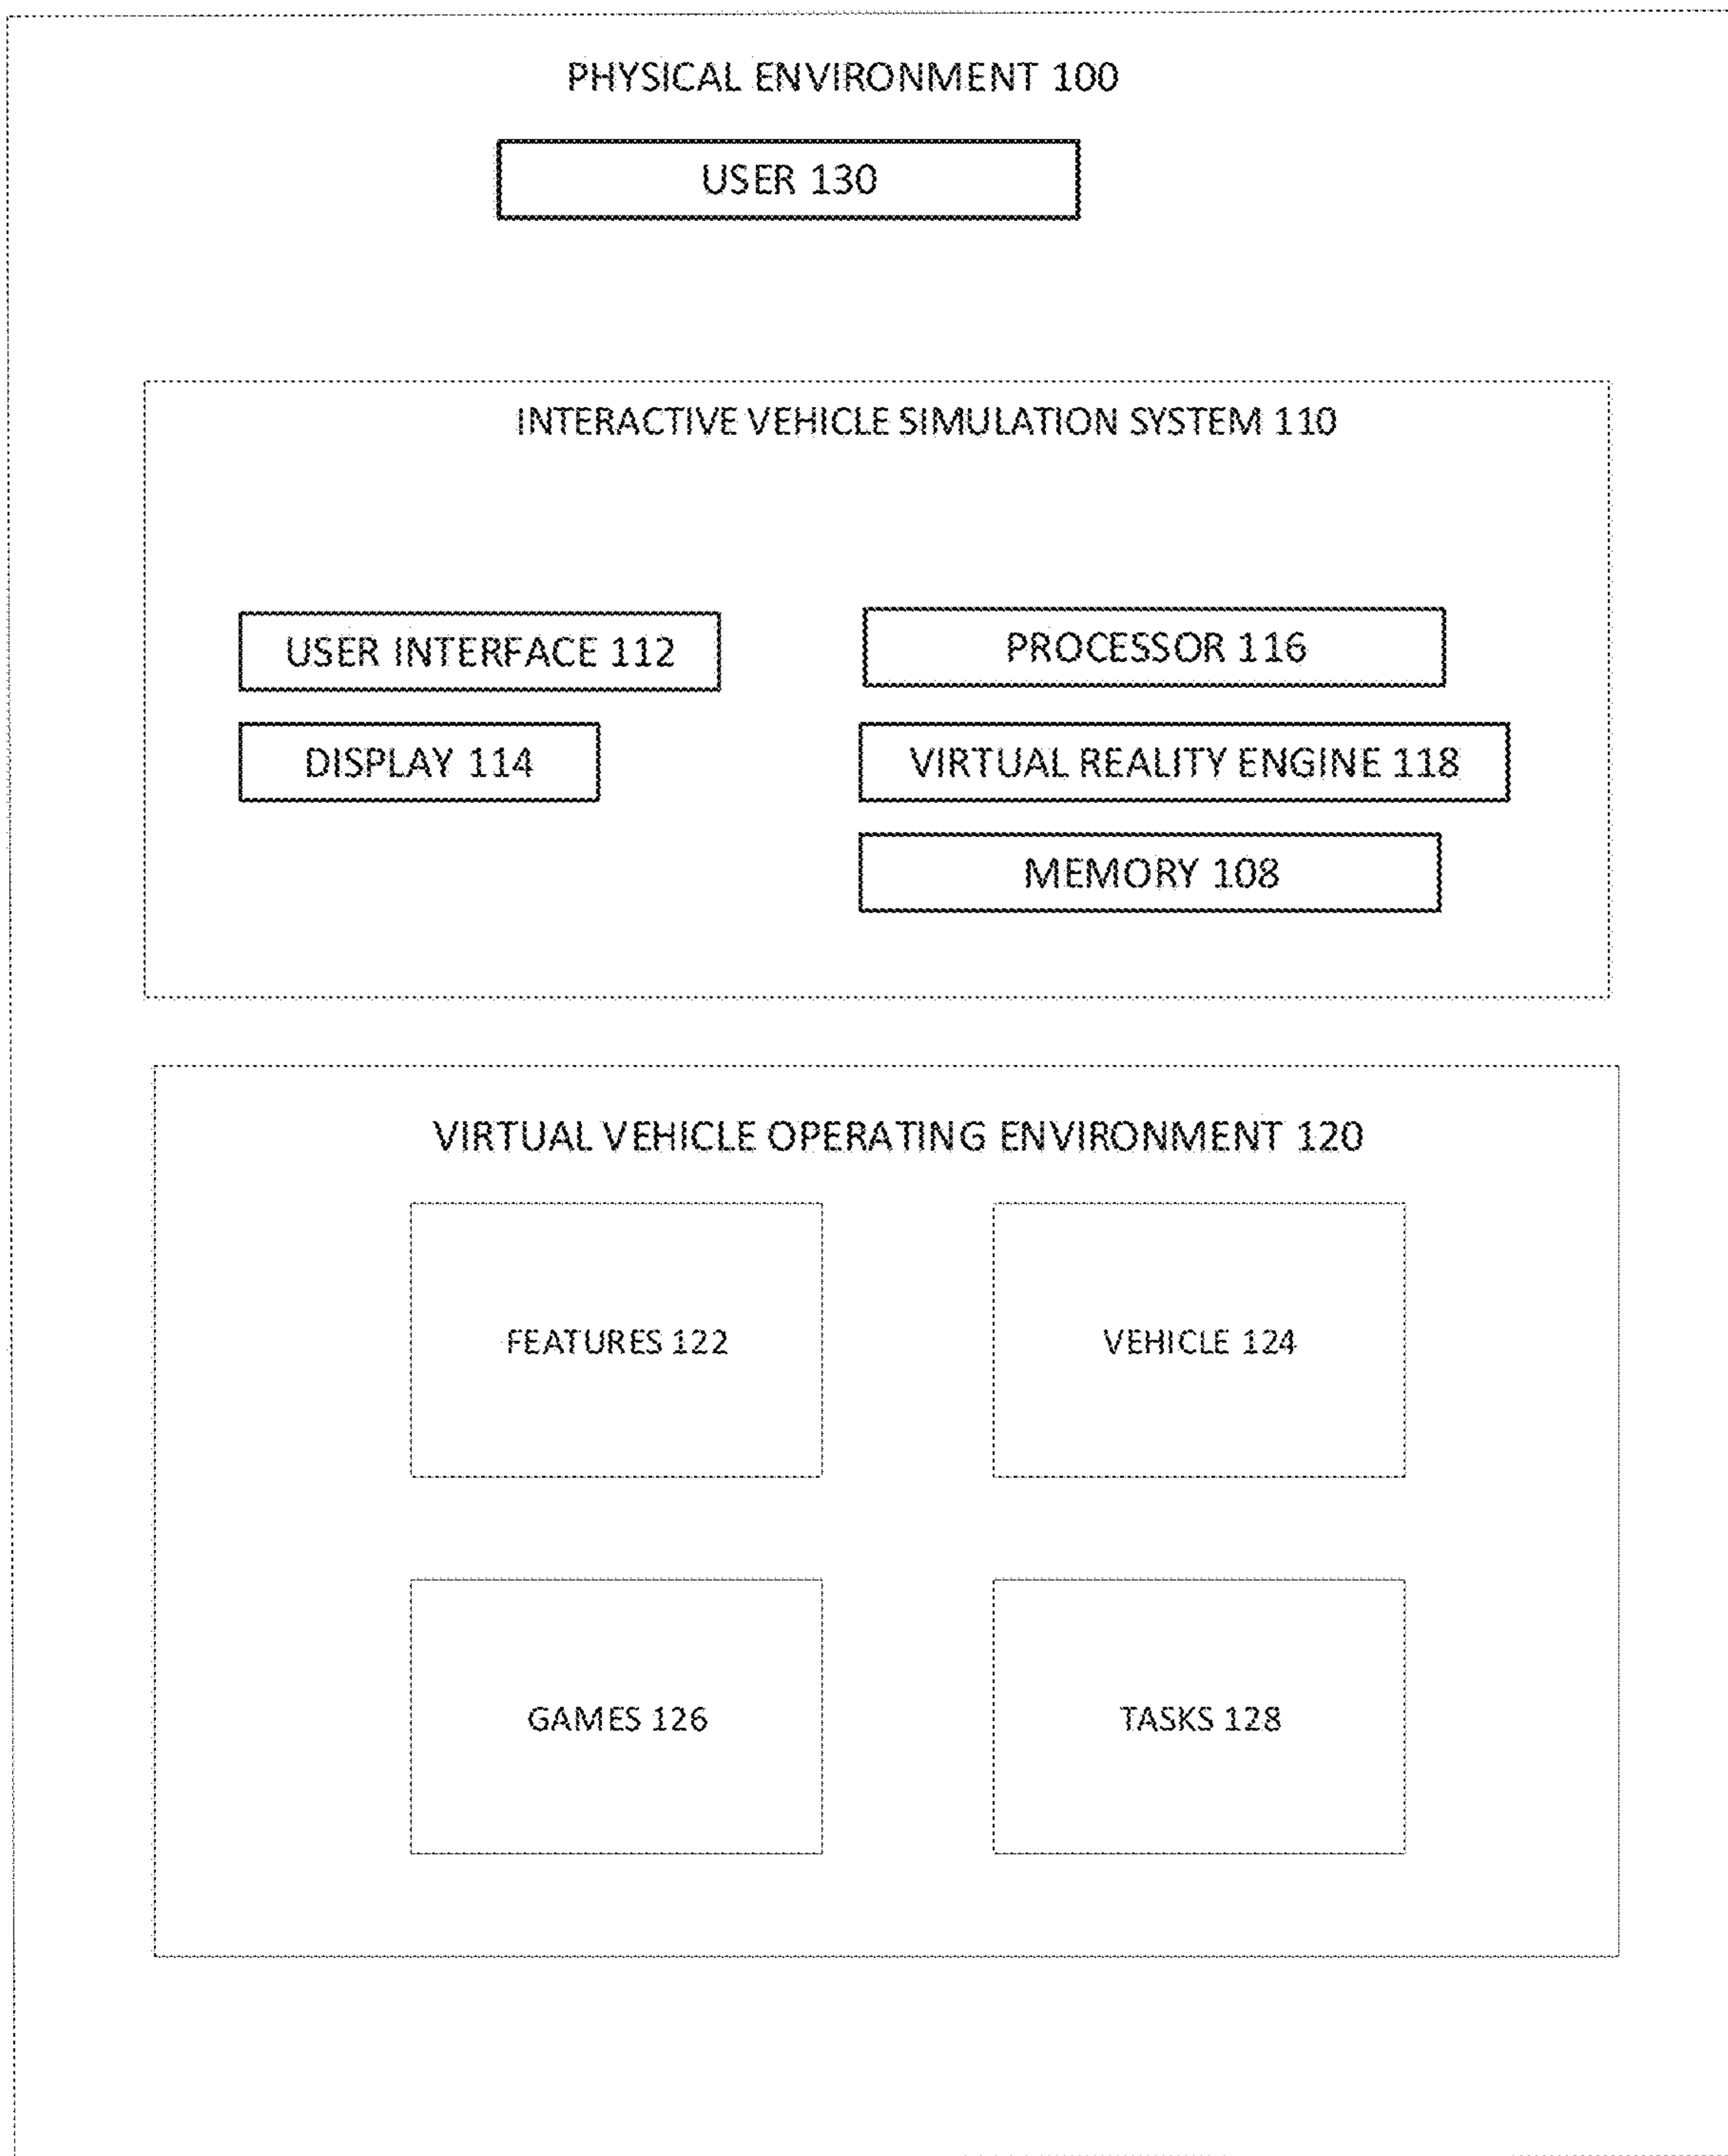 PHYSICAL ENVIRONMENT 100
USER 130
INTERACTIVE VEHICLE SIMULATION SYSTEM 110
USER INTERFACE 112
PROCESSOR 116
DISPLAY 114
VIRTUAL REALITY ENGINE 118
MEMORY 108
VIRTUAL VEHICLE OPERATING ENVIRONMENT 120
FEATURES 122
VEHICLE 124
GAMES 126
TASKS 128